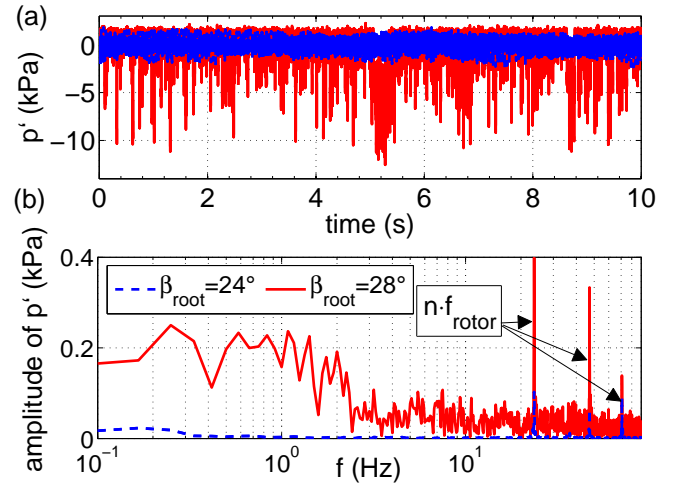 (a)
p‘ (kPa)
0
−5
−10
0 2 4 6 8 10
time (s)
(b)
amplitude of p‘ (kPa)
0.4
0.2
0
β_root=24° β_root=28°
n·f_rotor
10^-1 10^0 10^1
f (Hz)